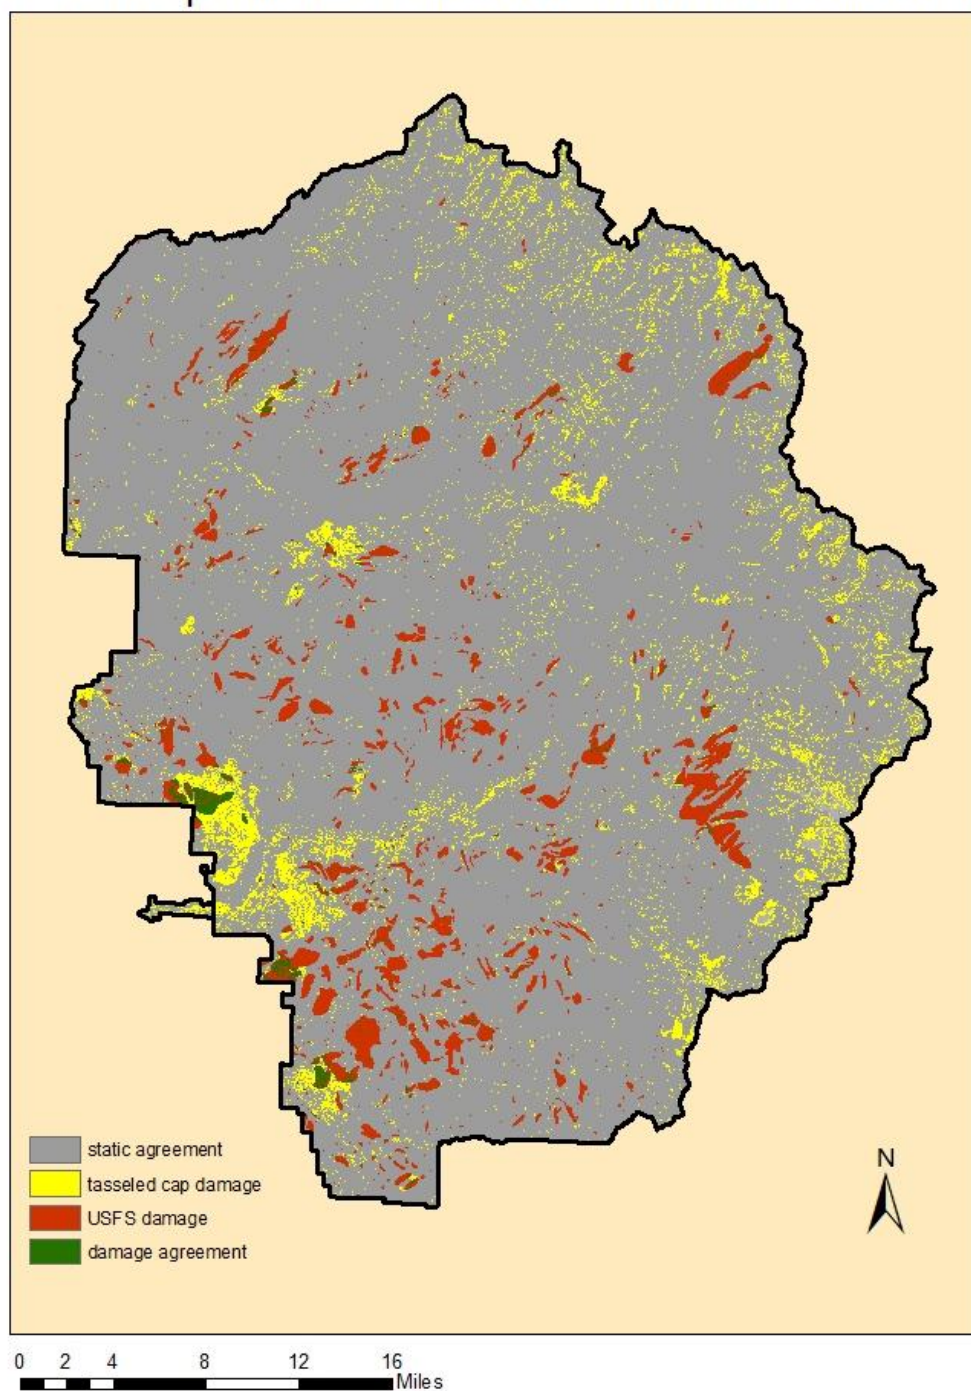 N
static agreement
tasseled cap damage
USFS damage
damage agreement
0 2 4 8 12 16
Miles